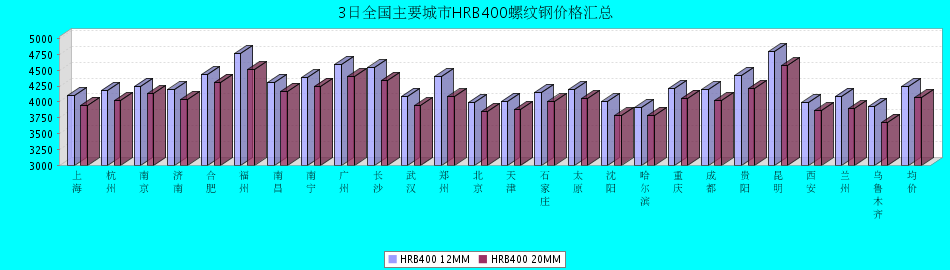 3日全国主要城市HRB400螺纹钢价格汇总
5000
4750
4500
4250
4000
3750
3500
3250
3000
上海
杭州
南京
济南
合肥
福州
南昌
南宁
广州
长沙
武汉
郑州
北京
天津
石家庄
太原
沈阳
哈尔滨
重庆
成都
贵阳
昆明
西安
兰州
乌鲁木齐
均价
HRB400 12MM HRB400 20MM